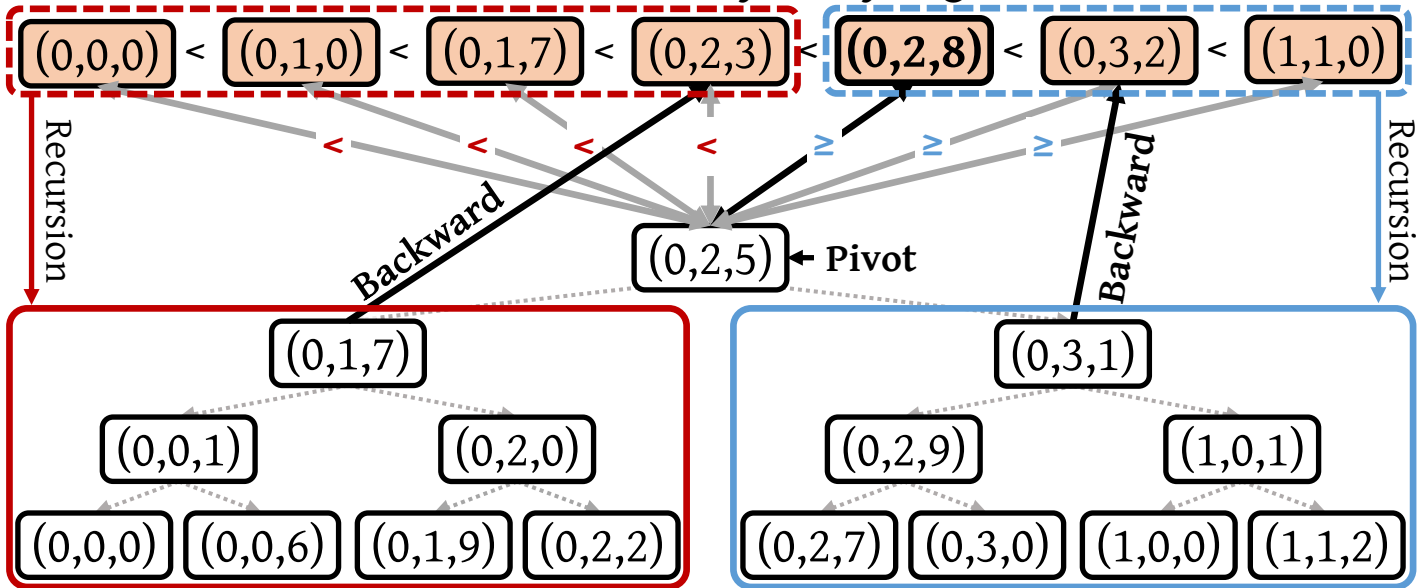 (0,0,0) < (0,1,0) < (0,1,7) < (0,2,3) < (0,2,8) < (0,3,2) < (1,1,0)
Recursion
< < < < ≥ ≥ ≥
Recursion
Backward
Backward
(0,2,5) Pivot
(0,1,7) (0,3,1)
(0,0,1) (0,2,0) (0,2,9) (1,0,1)
(0,0,0) (0,0,6) (0,1,9) (0,2,2) (0,2,7) (0,3,0) (1,0,0) (1,1,2)